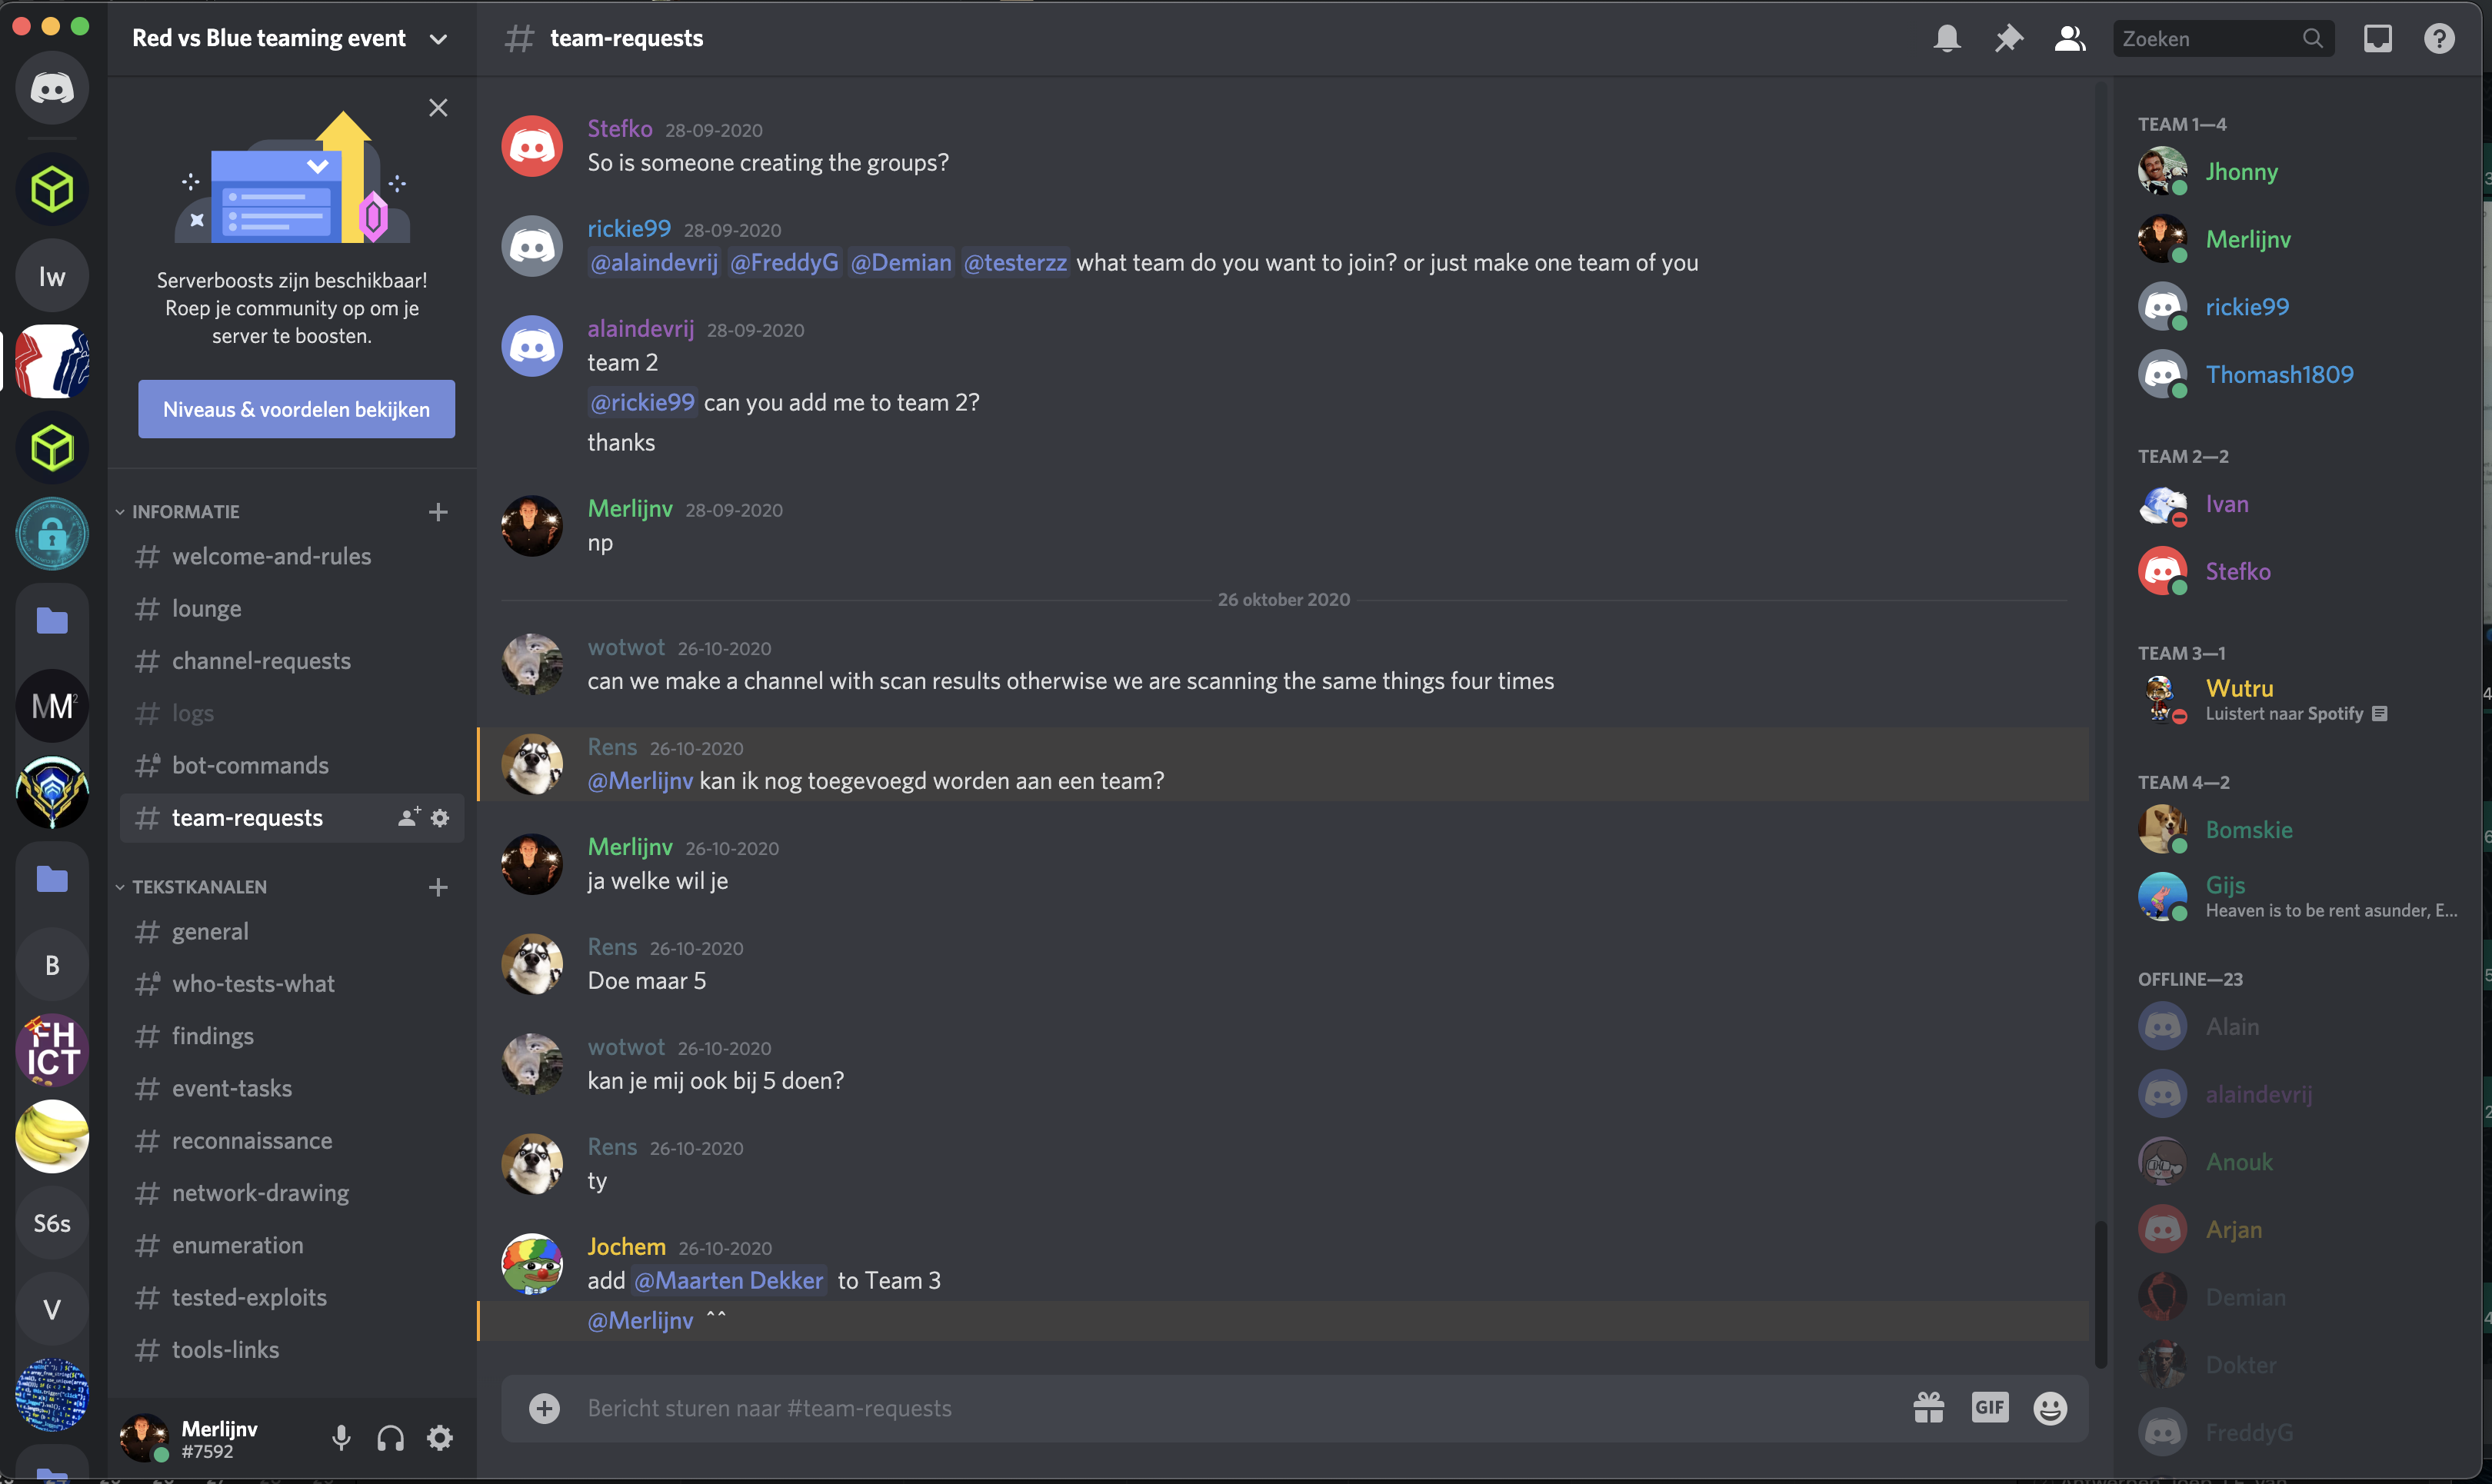 Red vs Blue teaming event
team-requests
Zoeken
lw
MM²
B
FH
ICT
S6s
V
Serverboosts zijn beschikbaar!
Roep je community op om je
server te boosten.
Niveaus & voordelen bekijken
INFORMATIE
welcome-and-rules
lounge
channel-requests
logs
bot-commands
team-requests
TEKSTKANALEN
general
who-tests-what
findings
event-tasks
reconnaissance
network-drawing
enumeration
tested-exploits
tools-links
Merlijnv
#7592
Stefko 28-09-2020
So is someone creating the groups?
rickie99 28-09-2020
@alaindevrij @FreddyG @Demian @testerzz what team do you want to join? or just make one team of you
alaindevrij 28-09-2020
team 2
@rickie99 can you add me to team 2?
thanks
Merlijnv 28-09-2020
np
26 oktober 2020
wotwot 26-10-2020
can we make a channel with scan results otherwise we are scanning the same things four times
Rens 26-10-2020
@Merlijnv kan ik nog toegevoegd worden aan een team?
Merlijnv 26-10-2020
ja welke wil je
Rens 26-10-2020
Doe maar 5
wotwot 26-10-2020
kan je mij ook bij 5 doen?
Rens 26-10-2020
ty
Jochem 26-10-2020
add @Maarten Dekker to Team 3
@Merlijnv ^^
Bericht sturen naar #team-requests
GIF
TEAM 1—4
Jhonny
Merlijnv
rickie99
Thomash1809
TEAM 2—2
Ivan
Stefko
TEAM 3—1
Wutru
Luistert naar Spotify
TEAM 4—2
Bomskie
Gijs
Heaven is to be rent asunder, E...
OFFLINE—23
Alain
alaindevrij
Anouk
Arjan
Demian
Dokter
FreddyG